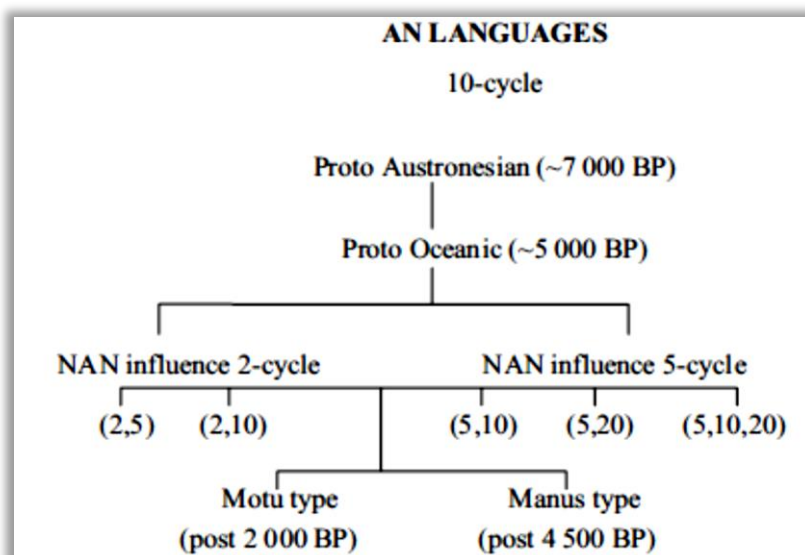 AN LANGUAGES
10-cycle
Proto Austronesian (~7 000 BP)
Proto Oceanic (~5 000 BP)
NAN influence 2-cycle NAN influence 5-cycle
(2,5) (2,10) (5,10) (5,20) (5,10,20)
Motu type Manus type
(post 2 000 BP) (post 4 500 BP)